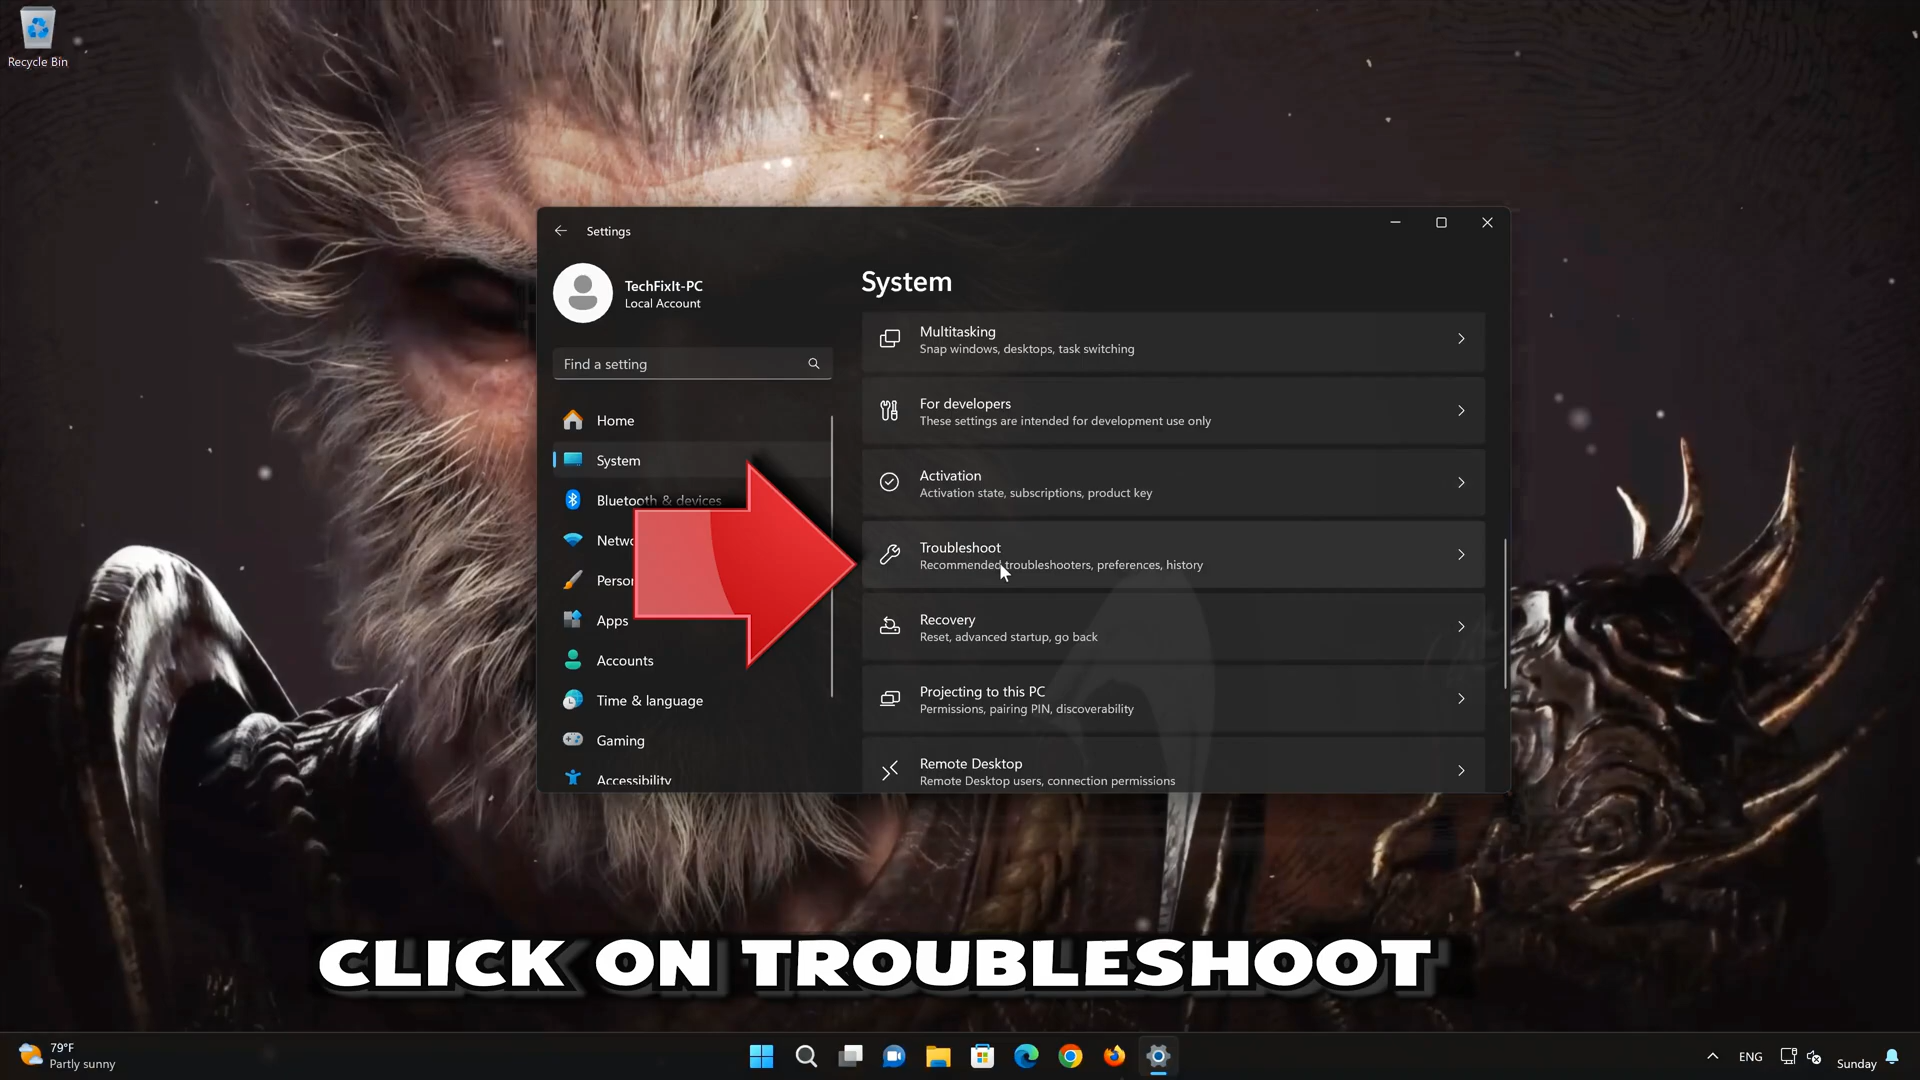 Recycle Bin
Settings
TechFixIt-PC
Local Account
Find a setting
Home
System
Bluetooth & devices
Apps
Accounts
Time & language
Gaming
Accessibility
System
Multitasking
Snap windows, desktops, task switching
For developers
These settings are intended for development use only
Activation
Activation state, subscriptions, product key
Troubleshoot
Recommended troubleshooters, preferences, history
Recovery
Reset, advanced startup, go back
Projecting to this PC
Permissions, pairing PIN, discoverability
Remote Desktop
Remote Desktop users, connection permissions
CLICK ON TROUBLESHOOT
79°F
Partly sunny
ENG
Sunday